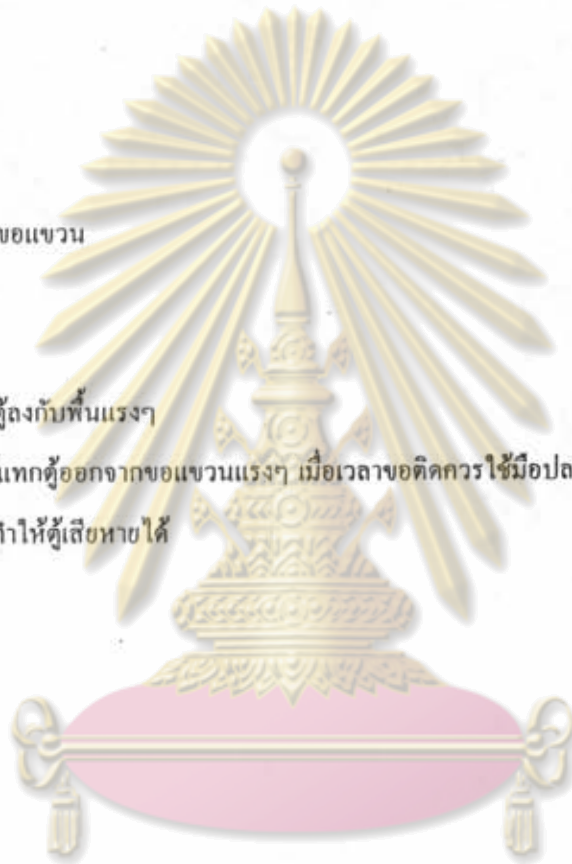 ขอแขวน
ตู้ลงกับพื้นแรงๆ
แทกตู้ออกจากขอแขวนแรงๆ เมื่อเวลาขอติดควรใช้มือปล
ทำให้ตู้เสียหายได้